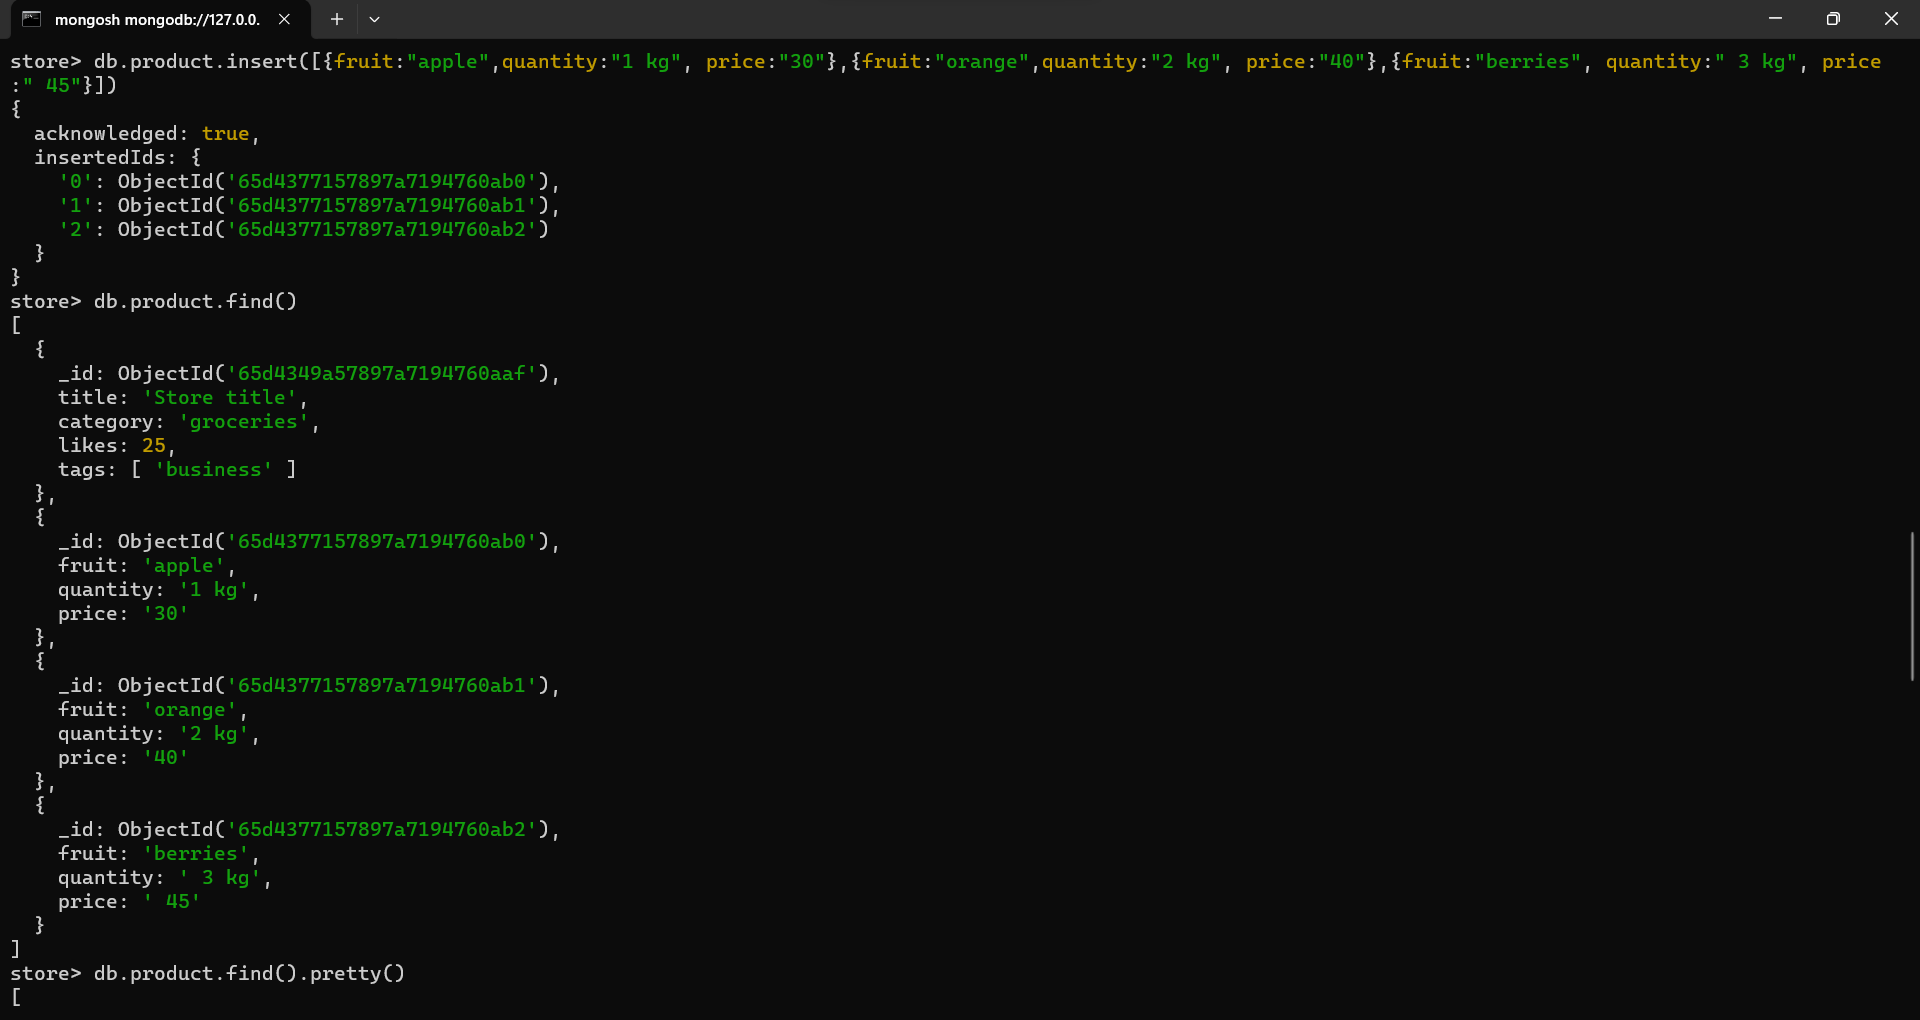 mongosh mongodb://127.0.0.
store> db.product.insert([{fruit:"apple",quantity:"1 kg", price:"30"},{fruit:"orange",quantity:"2 kg", price:"40"},{fruit:"berries", quantity:" 3 kg", price
:" 45"}])
{
  acknowledged: true,
  insertedIds: {
    '0': ObjectId('65d4377157897a7194760ab0'),
    '1': ObjectId('65d4377157897a7194760ab1'),
    '2': ObjectId('65d4377157897a7194760ab2')
  }
}
store> db.product.find()
[
  {
    _id: ObjectId('65d4349a57897a7194760aaf'),
    title: 'Store title',
    category: 'groceries',
    likes: 25,
    tags: [ 'business' ]
  },
  {
    _id: ObjectId('65d4377157897a7194760ab0'),
    fruit: 'apple',
    quantity: '1 kg',
    price: '30'
  },
  {
    _id: ObjectId('65d4377157897a7194760ab1'),
    fruit: 'orange',
    quantity: '2 kg',
    price: '40'
  },
  {
    _id: ObjectId('65d4377157897a7194760ab2'),
    fruit: 'berries',
    quantity: ' 3 kg',
    price: ' 45'
  }
]
store> db.product.find().pretty()
[